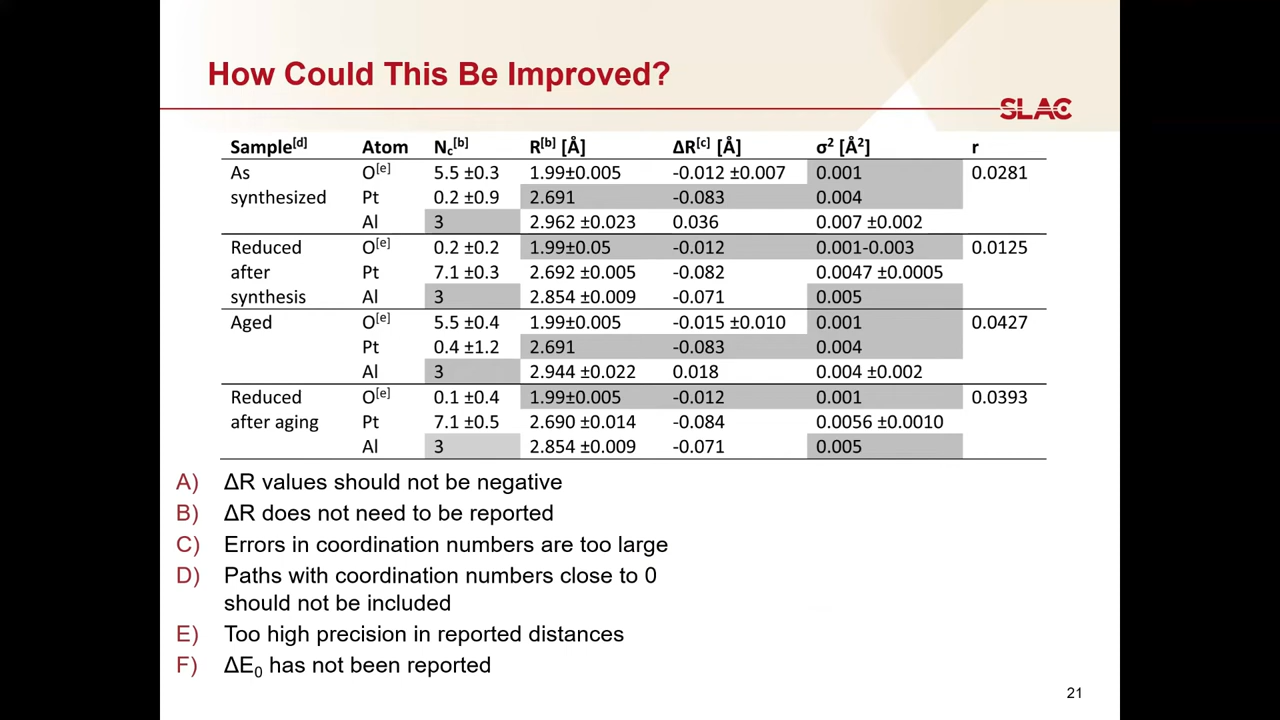 How Could This Be Improved?
SLAC
Sample[d] Atom Nc[b] R[b] [Å] ΔR[c] [Å] σ² [Å²] r
As O[e] 5.5 ±0.3 1.99±0.005 -0.012 ±0.007 0.001 0.0281
synthesized Pt 0.2 ±0.9 2.691 -0.083 0.004
Al 3 2.962 ±0.023 0.036 0.007 ±0.002
Reduced O[e] 0.2 ±0.2 1.99±0.05 -0.012 0.001-0.003 0.0125
after Pt 7.1 ±0.3 2.692 ±0.005 -0.082 0.0047 ±0.0005
synthesis Al 3 2.854 ±0.009 -0.071 0.005
Aged O[e] 5.5 ±0.4 1.99±0.005 -0.015 ±0.010 0.001 0.0427
Pt 0.4 ±1.2 2.691 -0.083 0.004
Al 3 2.944 ±0.022 0.018 0.004 ±0.002
Reduced O[e] 0.1 ±0.4 1.99±0.005 -0.012 0.001 0.0393
after aging Pt 7.1 ±0.5 2.690 ±0.014 -0.084 0.0056 ±0.0010
Al 3 2.854 ±0.009 -0.071 0.005
A) ΔR values should not be negative
B) ΔR does not need to be reported
C) Errors in coordination numbers are too large
D) Paths with coordination numbers close to 0
should not be included
E) Too high precision in reported distances
F) ΔE₀ has not been reported
21